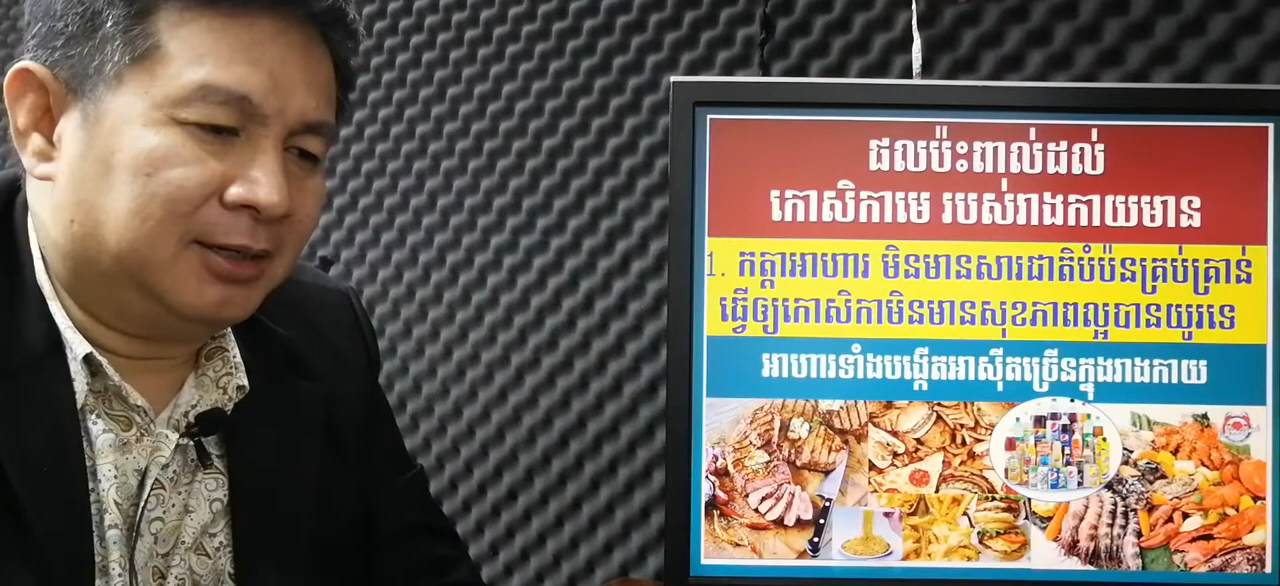 ផលប៉ះពាល់ដល់
កោសិកាមេ របស់រាងកាយមាន
1. កត្តាអាហារ មិនមានសារជាតិបំប៉នគ្រប់គ្រាន់
ធ្វើឲ្យកោសិកាមិនមានសុខភាពល្អបានយូរទេ
អាហារទាំងបង្កើតអាស៊ីតច្រើនក្នុងរាងកាយ